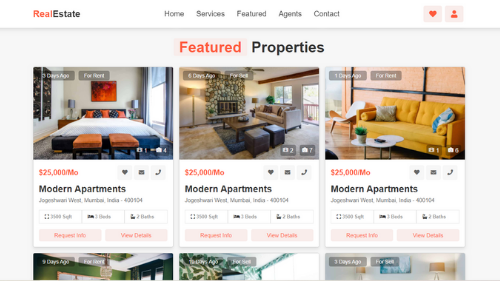 RealEstate Home Services Featured Agents Contact
Featured Properties
3 Days Ago For Rent
1 4
$25,000/Mo
Modern Apartments
Jogeshwari West, Mumbai, India - 400104
3500 Sqft 3 Beds 2 Baths
Request Info View Details
6 Days Ago For Sell
2 7
$25,000/Mo
Modern Apartments
Jogeshwari West, Mumbai, India - 400104
3500 Sqft 3 Beds 2 Baths
Request Info View Details
1 Days Ago For Rent
1 6
$25,000/Mo
Modern Apartments
Jogeshwari West, Mumbai, India - 400104
3500 Sqft 3 Beds 2 Baths
Request Info View Details
Days Ago For Rent
Days Ago For Sell
3 Days Ago For Sell